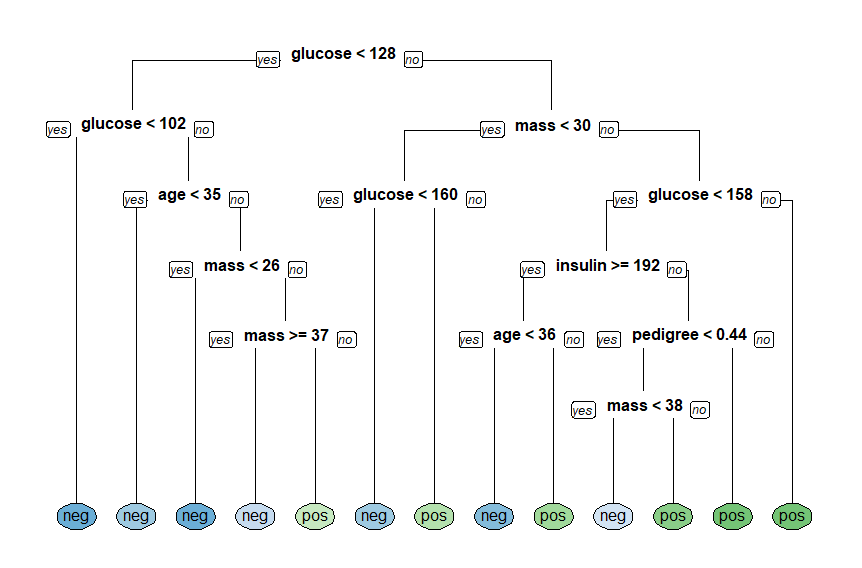 yes glucose < 128 no
yes glucose < 102 no yes mass < 30 no
yes age < 35 no yes glucose < 160 no yes glucose < 158 no
yes mass < 26 no yes insulin >= 192 no
yes mass >= 37 no yes age < 36 no yes pedigree < 0.44 no
yes mass < 38 no
neg neg neg neg pos neg pos neg pos neg pos pos pos